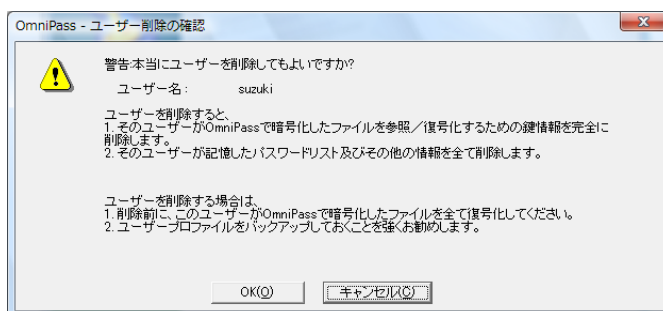 OmniPass - ユーザー削除の確認
警告:本当にユーザーを削除してもよいですか?
ユーザー名: suzuki
ユーザーを削除すると、
1. そのユーザーがOmniPassで暗号化したファイルを参照/復号化するための鍵情報を完全に
削除します。
2. そのユーザーが記憶したパスワードリスト及びその他の情報を全て削除します。
ユーザーを削除する場合は、
1. 削除前に、このユーザーがOmniPassで暗号化したファイルを全て復号化してください。
2. ユーザープロファイルをバックアップしておくことを強くお勧めします。
OK(O) キャンセル(C)